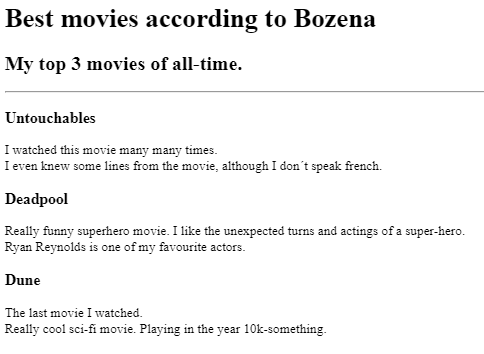 Best movies according to Bozena
My top 3 movies of all-time.
Untouchables
I watched this movie many many times.
I even knew some lines from the movie, although I don´t speak french.
Deadpool
Really funny superhero movie. I like the unexpected turns and actings of a super-hero.
Ryan Reynolds is one of my favourite actors.
Dune
The last movie I watched.
Really cool sci-fi movie. Playing in the year 10k-something.